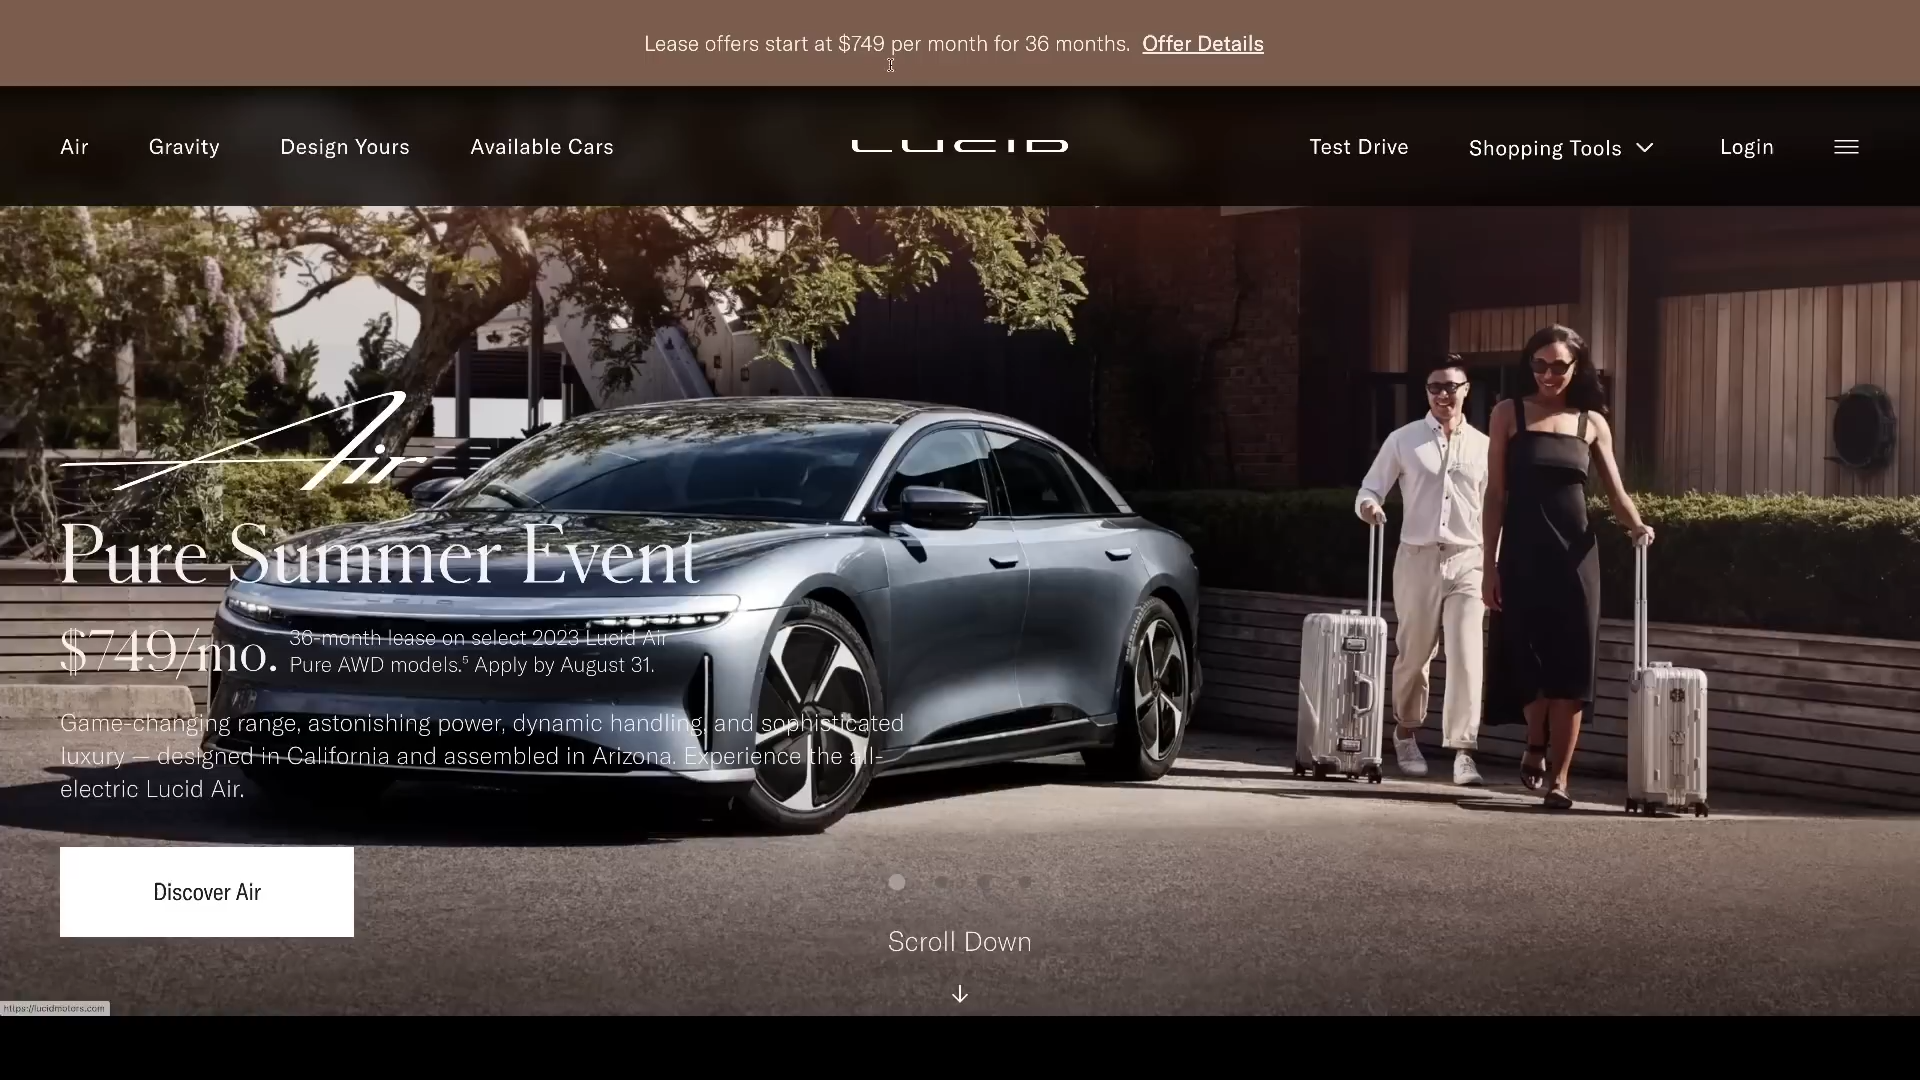 Lease offers start at $749 per month for 36 months. Offer Details
Air Gravity Design Yours Available Cars LUCID Test Drive Shopping Tools Login
Air
Pure Summer Event
$749/mo. 36-month lease on select 2023 Lucid Air
Pure AWD models.⁵ Apply by August 31.
Game-changing range, astonishing power, dynamic handling, and sophisticated
luxury — designed in California and assembled in Arizona. Experience the all-
electric Lucid Air.
Discover Air
Scroll Down
https://lucidmotors.com